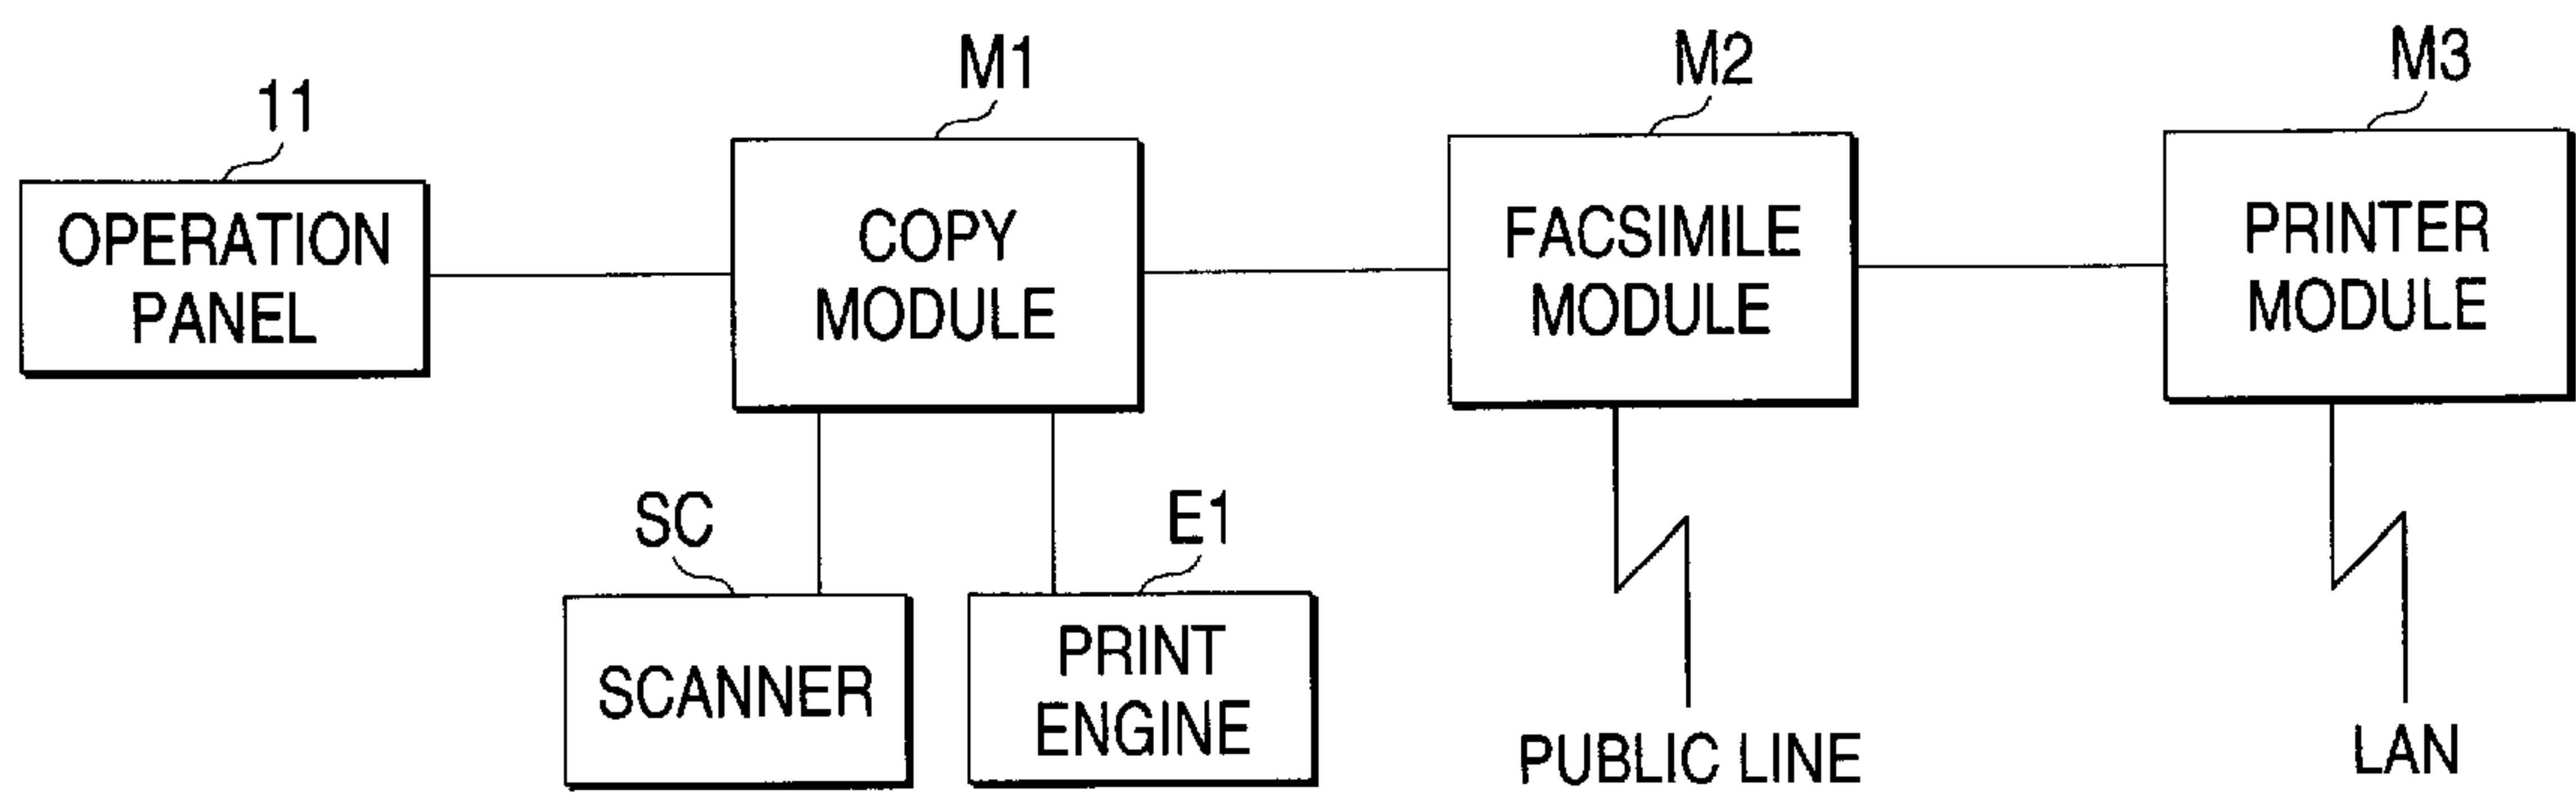 11
OPERATION
PANEL
M1
COPY
MODULE
M2
FACSIMILE
MODULE
M3
PRINTER
MODULE
SC
SCANNER
E1
PRINT
ENGINE
PUBLIC LINE
LAN